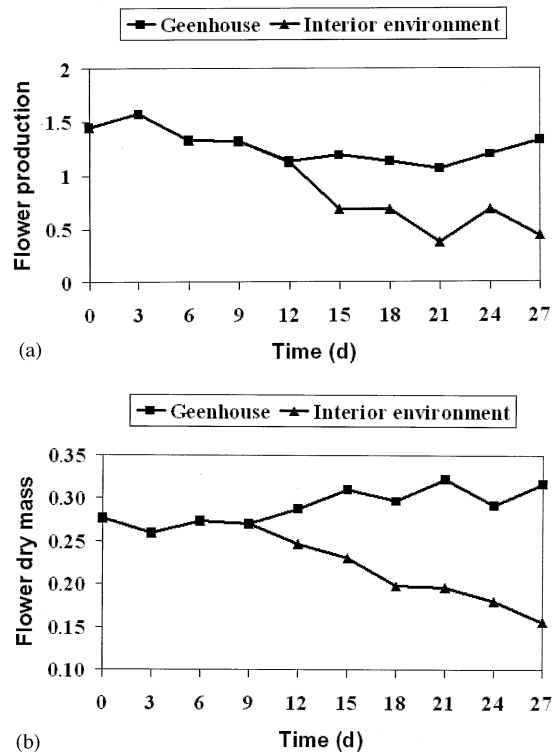 Geenhouse Interior environment
2
1.5
1
0.5
0
Flower production
0 3 6 9 12 15 18 21 24 27
Time (d)
(a)
Geenhouse Interior environment
0.35
0.30
0.25
0.20
0.15
0.10
Flower dry mass
0 3 6 9 12 15 18 21 24 27
Time (d)
(b)